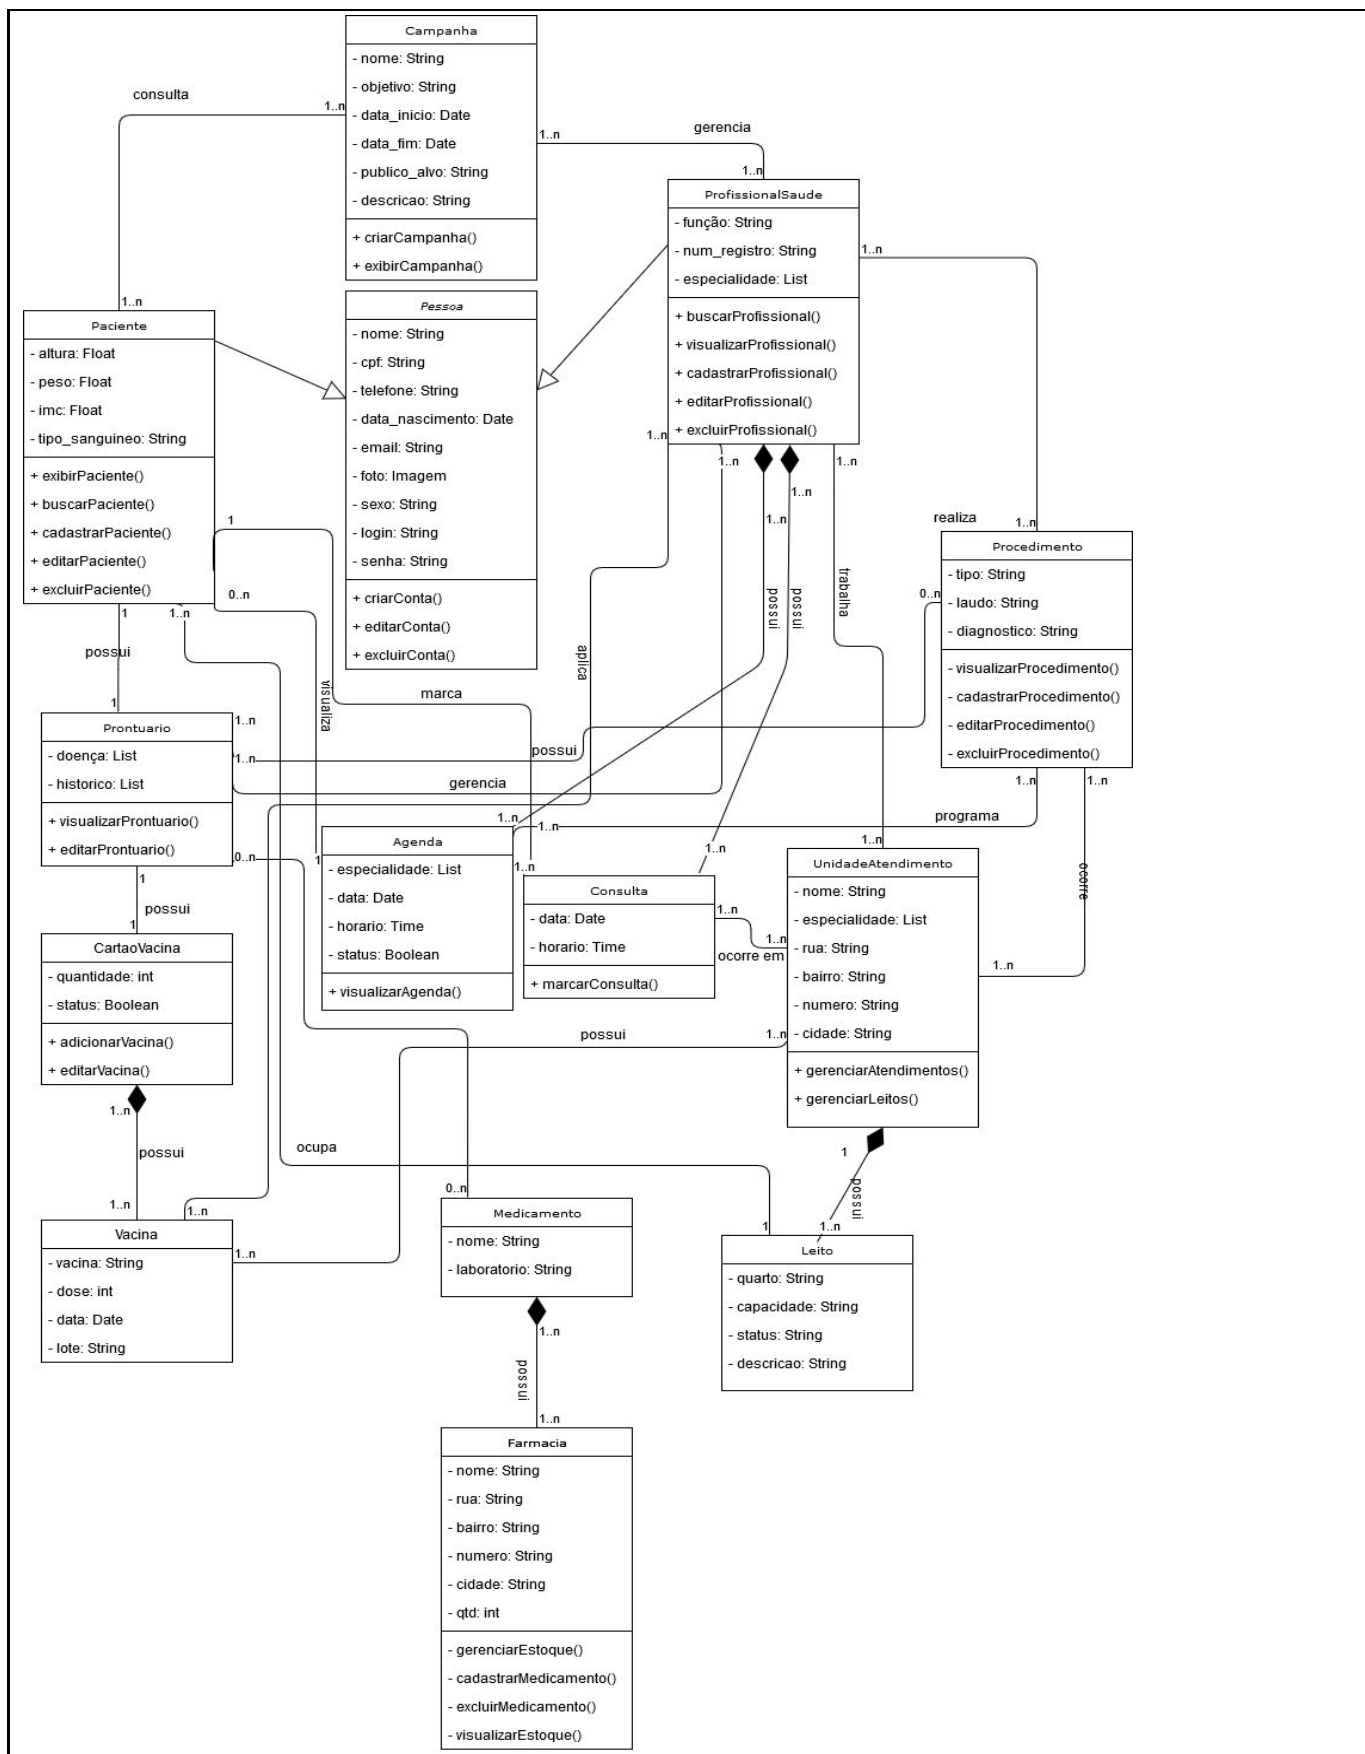 Campanha
- nome: String
- objetivo: String
- data_inicio: Date
- data_fim: Date
- publico_alvo: String
- descricao: String
+ criarCampanha()
+ exibirCampanha()
consulta
1..n
1..n
gerencia
1..n
1..n
ProfissionalSaude
- função: String
- num_registro: String
- especialidade: List
+ buscarProfissional()
+ visualizarProfissional()
+ cadastrarProfissional()
+ editarProfissional()
+ excluirProfissional()
1..n
Pessoa
- nome: String
- cpf: String
- telefone: String
- data_nascimento: Date
- email: String
- foto: Imagem
- sexo: String
- login: String
- senha: String
+ criarConta()
+ editarConta()
+ excluirConta()
Paciente
- altura: Float
- peso: Float
- imc: Float
- tipo_sanguineo: String
+ exibirPaciente()
+ buscarPaciente()
+ cadastrarPaciente()
+ editarPaciente()
+ excluirPaciente()
1
0..n
1
1..n
possui
1
visualiza
marca
1..n
1..n
1..n
1..n
1..n
aplica
possui
possui
trabalha
realiza
1..n
Procedimento
- tipo: String
- laudo: String
- diagnostico: String
+ visualizarProcedimento()
+ cadastrarProcedimento()
+ editarProcedimento()
+ excluirProcedimento()
0..n
1..n
1..n
Prontuario
- doença: List
- historico: List
+ visualizarProntuario()
+ editarProntuario()
1..n
1..n
possui
gerencia
0..n
1
possui
1
1..n
1..n
programa
1
Agenda
- especialidade: List
- data: Date
- horario: Time
- status: Boolean
+ visualizarAgenda()
1..n
1..n
Consulta
- data: Date
- horario: Time
+ marcarConsulta()
1..n
1..n
ocorre em
1..n
UnidadeAtendimento
- nome: String
- especialidade: List
- rua: String
- bairro: String
- numero: String
- cidade: String
+ gerenciarAtendimentos()
+ gerenciarLeitos()
ocorre
1..n
CartaoVacina
- quantidade: int
- status: Boolean
+ adicionarVacina()
+ editarVacina()
possui
1..n
1..n
possui
1..n
1..n
ocupa
1
possui
1..n
1
Vacina
- vacina: String
- dose: int
- data: Date
- lote: String
1..n
0..n
Medicamento
- nome: String
- laboratorio: String
1..n
possui
1..n
Leito
- quarto: String
- capacidade: String
- status: String
- descricao: String
Farmacia
- nome: String
- rua: String
- bairro: String
- numero: String
- cidade: String
- qtd: int
- gerenciarEstoque()
- cadastrarMedicamento()
- excluirMedicamento()
- visualizarEstoque()